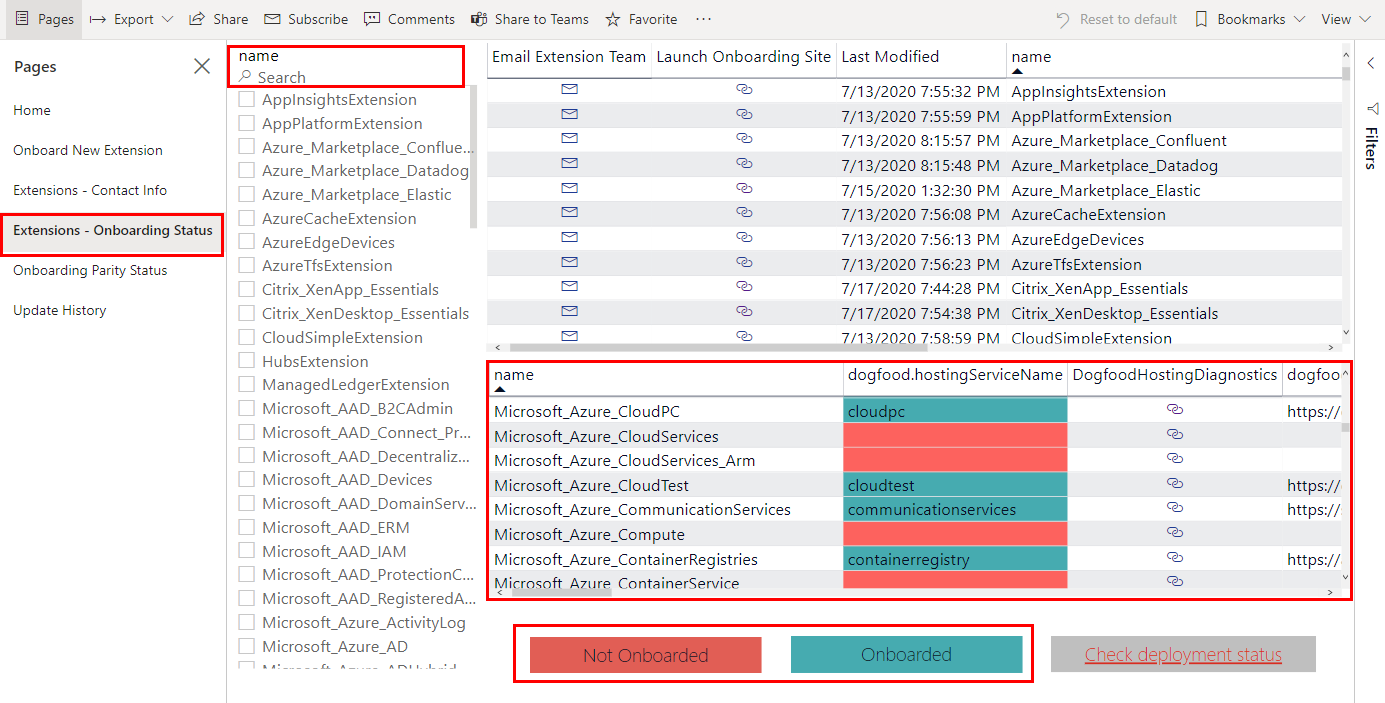 Pages Export Share Subscribe Comments Share to Teams Favorite ... Reset to default Bookmarks View
Pages
Home
Onboard New Extension
Extensions - Contact Info
Extensions - Onboarding Status
Onboarding Parity Status
Update History
name
Search
AppInsightsExtension
AppPlatformExtension
Azure_Marketplace_Conflue...
Azure_Marketplace_Datadog
Azure_Marketplace_Elastic
AzureCacheExtension
AzureEdgeDevices
AzureTfsExtension
Citrix_XenApp_Essentials
Citrix_XenDesktop_Essentials
CloudSimpleExtension
HubsExtension
ManagedLedgerExtension
Microsoft_AAD_B2CAdmin
Microsoft_AAD_Connect_Pr...
Microsoft_AAD_Decentraliz...
Microsoft_AAD_Devices
Microsoft_AAD_DomainServ...
Microsoft_AAD_ERM
Microsoft_AAD_IAM
Microsoft_AAD_ProtectionC...
Microsoft_AAD_RegisteredA...
Microsoft_Azure_ActivityLog
Microsoft_Azure_AD
Microsoft_Azure_ADHybrid
Email Extension Team Launch Onboarding Site Last Modified name
7/13/2020 7:55:32 PM AppInsightsExtension
7/13/2020 7:55:59 PM AppPlatformExtension
7/13/2020 8:15:57 PM Azure_Marketplace_Confluent
7/13/2020 8:15:48 PM Azure_Marketplace_Datadog
7/15/2020 1:32:30 PM Azure_Marketplace_Elastic
7/13/2020 7:56:08 PM AzureCacheExtension
7/13/2020 7:56:13 PM AzureEdgeDevices
7/13/2020 7:56:23 PM AzureTfsExtension
7/17/2020 7:44:28 PM Citrix_XenApp_Essentials
7/17/2020 7:54:38 PM Citrix_XenDesktop_Essentials
7/13/2020 7:58:59 PM CloudSimpleExtension
name dogfood.hostingServiceName DogfoodHostingDiagnostics dogfoo
Microsoft_Azure_CloudPC cloudpc https://
Microsoft_Azure_CloudServices
Microsoft_Azure_CloudServices_Arm
Microsoft_Azure_CloudTest cloudtest https://
Microsoft_Azure_CommunicationServices communicationservices https://
Microsoft_Azure_Compute
Microsoft_Azure_ContainerRegistries containerregistry https://
Microsoft_Azure_ContainerService
Not Onboarded Onboarded Check deployment status
Filters